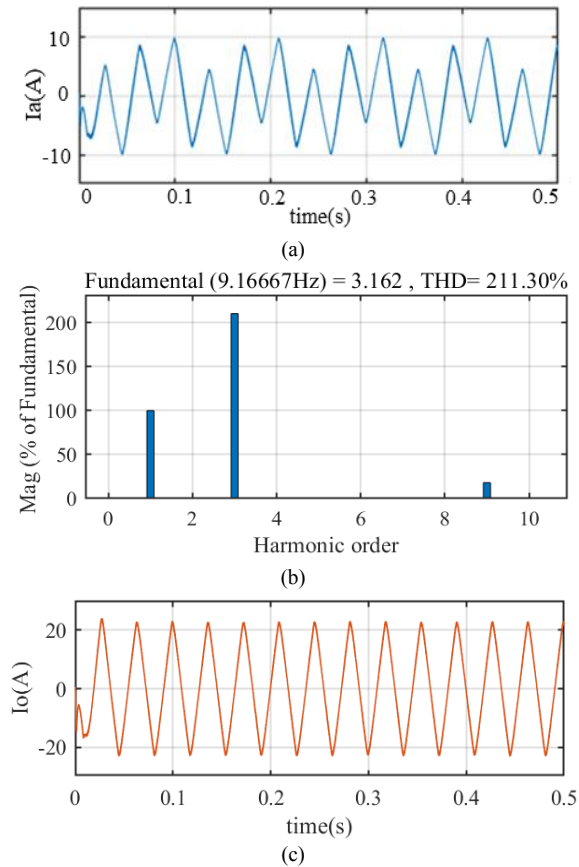 10
0
-10
Ia(A)
0 0.1 0.2 0.3 0.4 0.5
time(s)
(a)
Fundamental (9.16667Hz) = 3.162 , THD= 211.30%
200
150
100
50
0
Mag (% of Fundamental)
0 2 4 6 8 10
Harmonic order
(b)
20
0
-20
Io(A)
0 0.1 0.2 0.3 0.4 0.5
time(s)
(c)